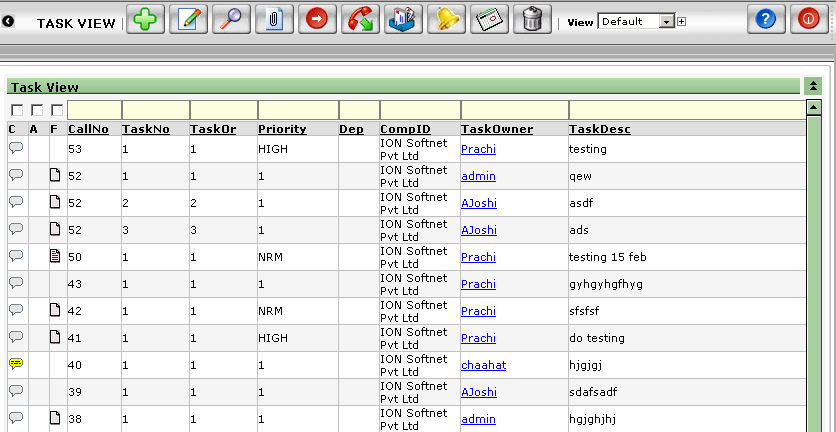 TASK VIEW View Default
Task View
C A F CallNo TaskNo TaskOr Priority Dep CompID TaskOwner TaskDesc
53 1 1 HIGH ION Softnet Pvt Ltd Prachi testing
52 1 1 1 ION Softnet Pvt Ltd admin qew
52 2 2 1 ION Softnet Pvt Ltd AJoshi asdf
52 3 3 1 ION Softnet Pvt Ltd AJoshi ads
50 1 1 NRM ION Softnet Pvt Ltd Prachi testing 15 feb
43 1 1 1 ION Softnet Pvt Ltd Prachi gyhgyhgfhyg
42 1 1 NRM ION Softnet Pvt Ltd Prachi sfsfsf
41 1 1 HIGH ION Softnet Pvt Ltd Prachi do testing
40 1 1 1 ION Softnet Pvt Ltd chaahat hjgjgj
39 1 1 1 ION Softnet Pvt Ltd AJoshi sdafsadf
38 1 1 1 ION Softnet Pvt Ltd admin hgjghjhj